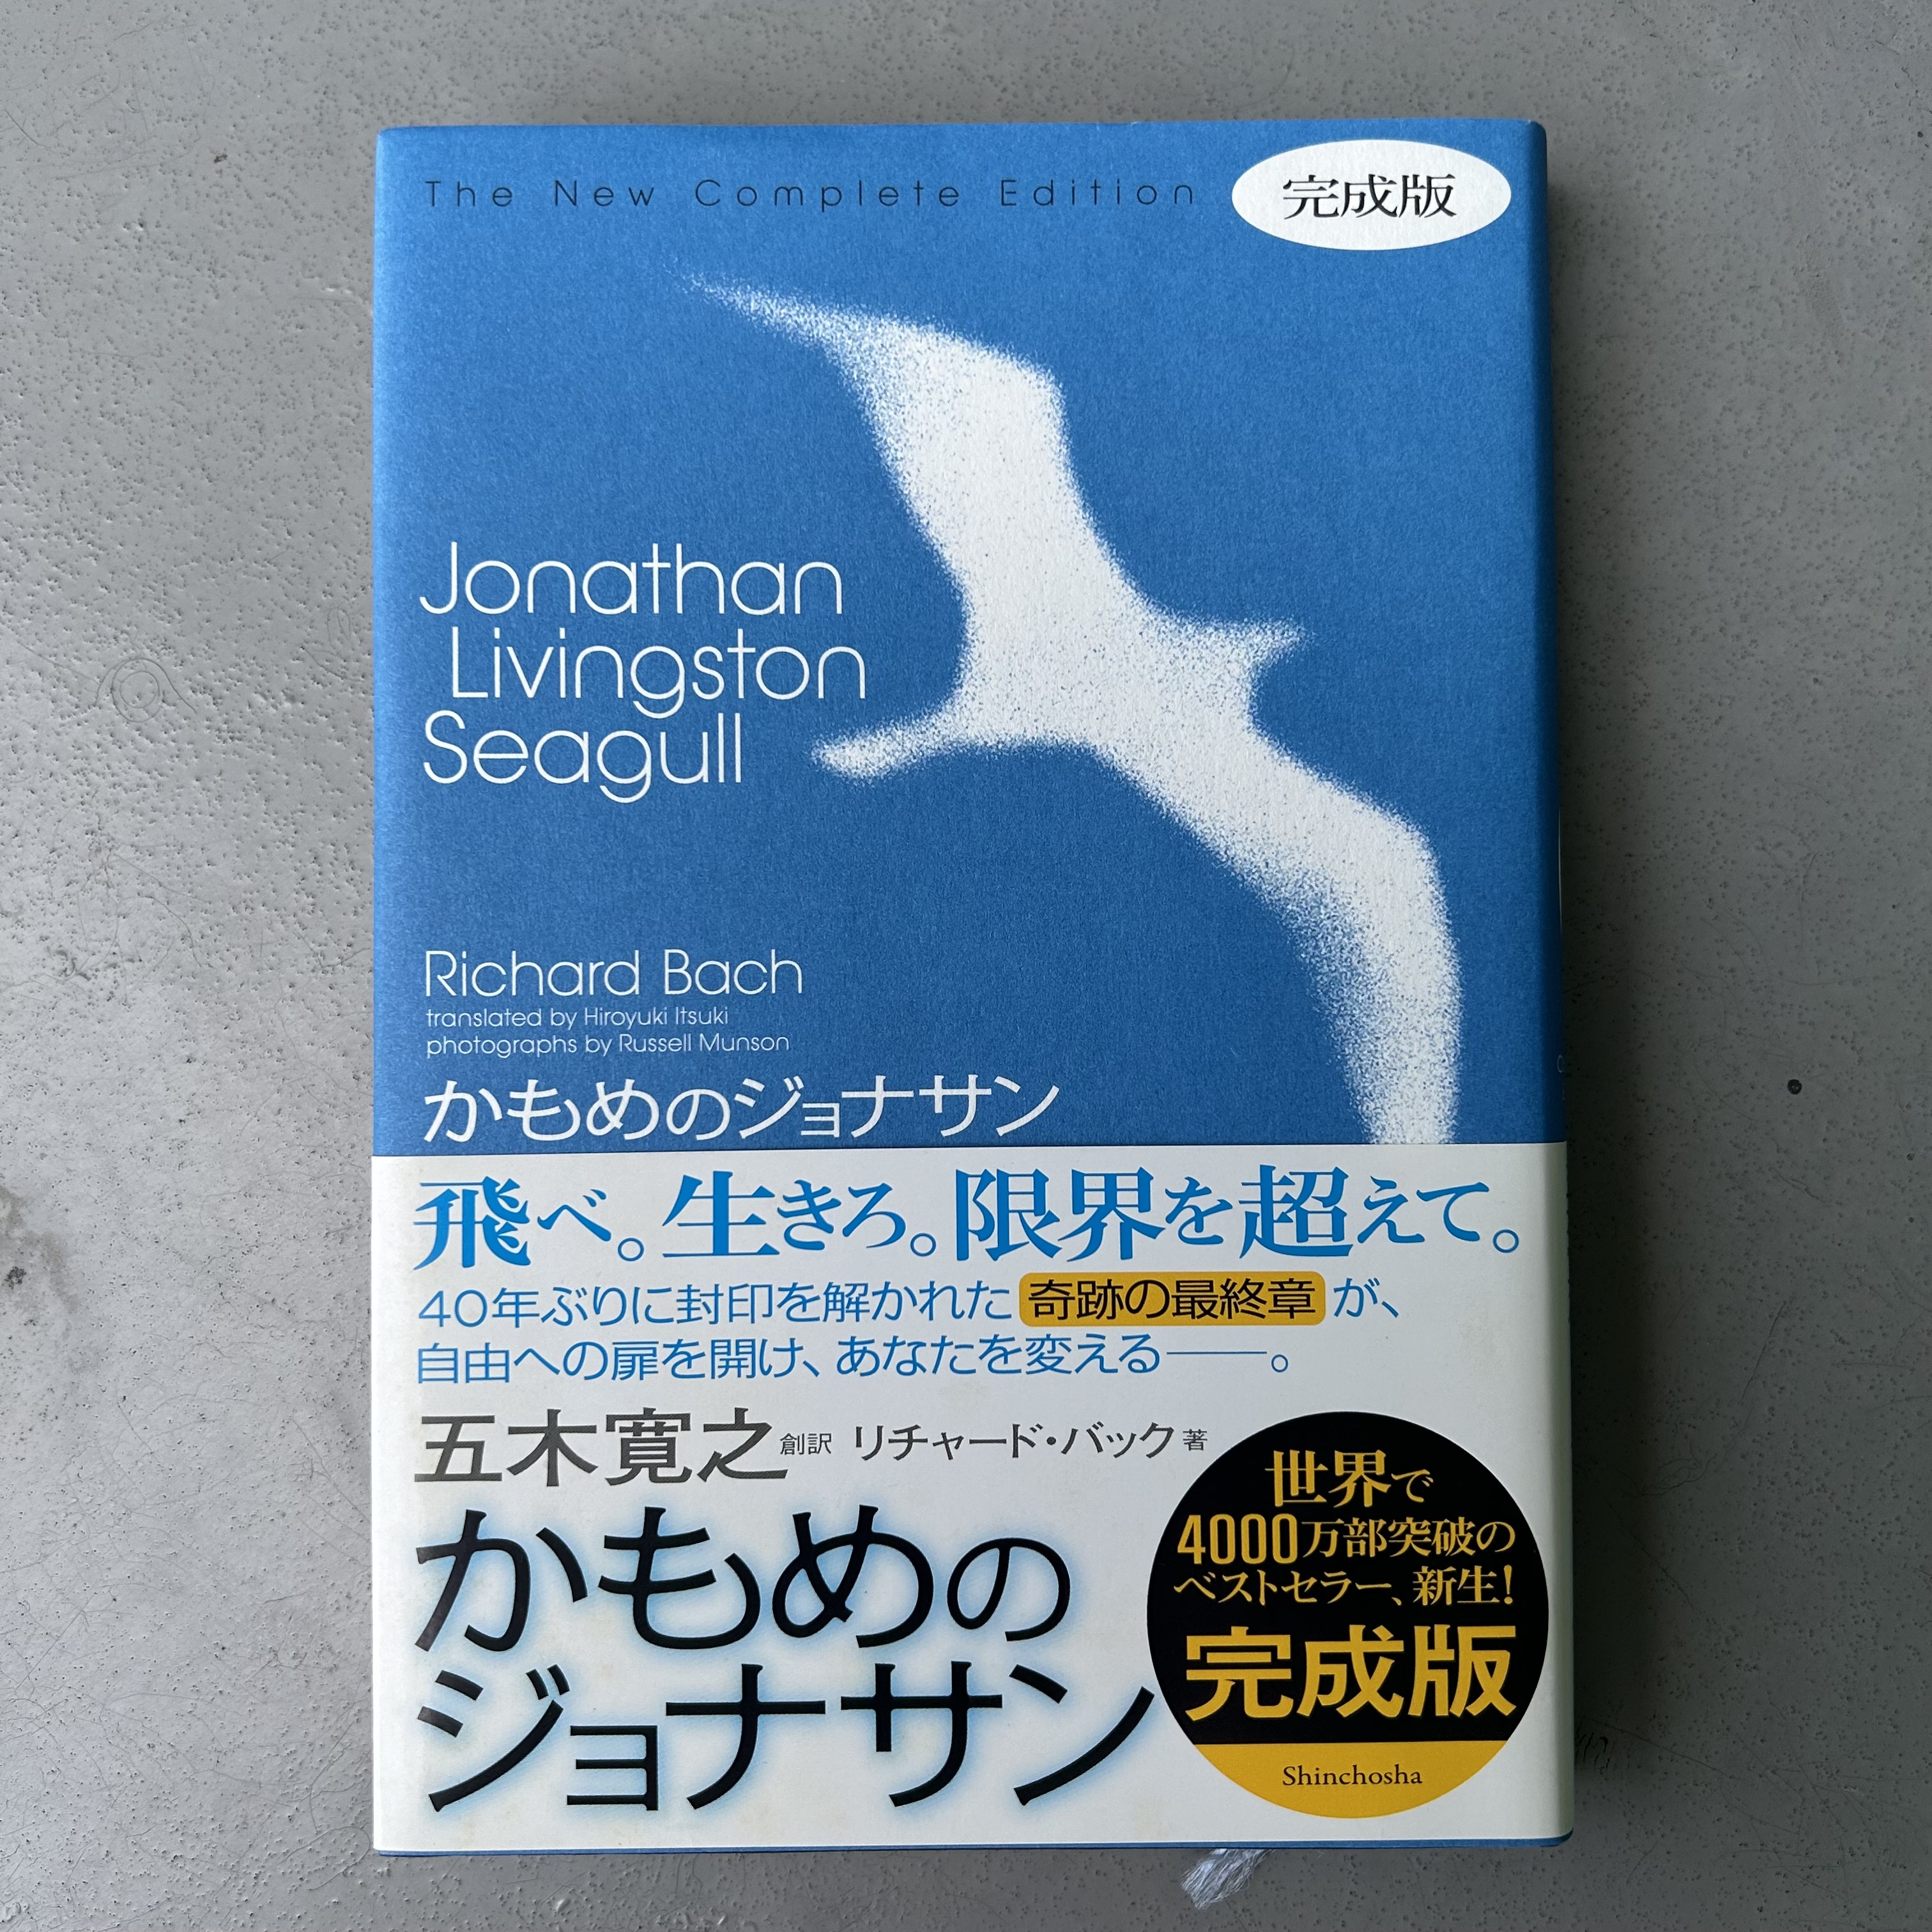 The New Complete Edition
完成版
Jonathan
Livingston
Seagull
Richard Bach
translated by Hiroyuki Itsuki
photographs by Russell Munson
かもめのジョナサン
飛べ。生きろ。限界を超えて。
40年ぶりに封印を解かれた 奇跡の最終章 が、
自由への扉を開け、あなたを変える――。
五木寛之 創訳 リチャード・バック 著
かもめの
ジョナサン
世界で
4000万部突破の
ベストセラー、新生!
完成版
Shinchosha